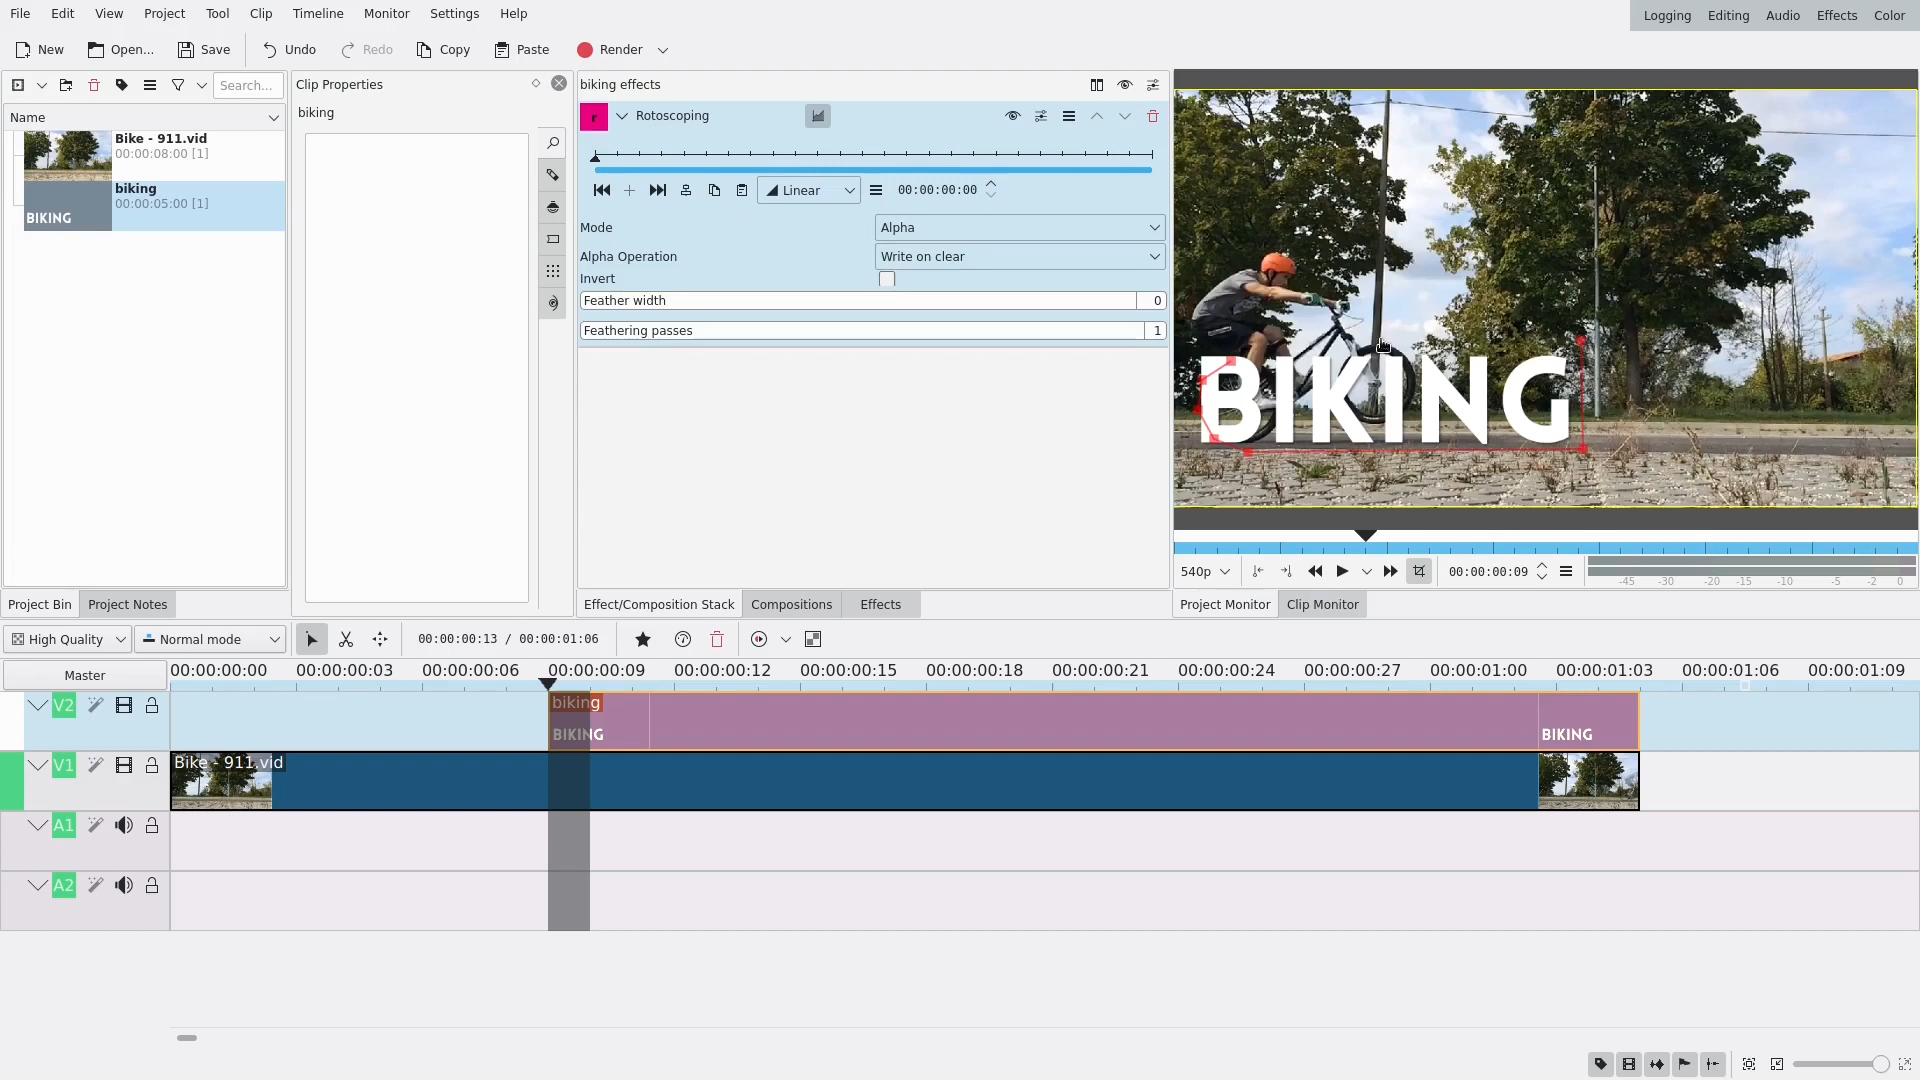 File Edit View Project Tool Clip Timeline Monitor Settings Help
Logging Editing Audio Effects Color
New Open... Save Undo Redo Copy Paste Render
Search...
Clip Properties
biking effects
Name
biking
r Rotoscoping
Bike - 911.vid
00:00:08:00 [1]
biking
00:00:05:00 [1]
BIKING
Linear 00:00:00:00
Mode Alpha
Alpha Operation Write on clear
Invert
Feather width 0
Feathering passes 1
BIKING
540p 00:00:00:09
-45 -30 -20 -15 -10 -5 -2 0
Project Bin Project Notes
Effect/Composition Stack Compositions Effects
Project Monitor Clip Monitor
High Quality Normal mode 00:00:00:13 / 00:00:01:06
Master 00:00:00:00 00:00:00:03 00:00:00:06 00:00:00:09 00:00:00:12 00:00:00:15 00:00:00:18 00:00:00:21 00:00:00:24 00:00:00:27 00:00:01:00 00:00:01:03 00:00:01:06 00:00:01:09
V2 biking
BIKING BIKING
V1 Bike - 911.vid
A1
A2